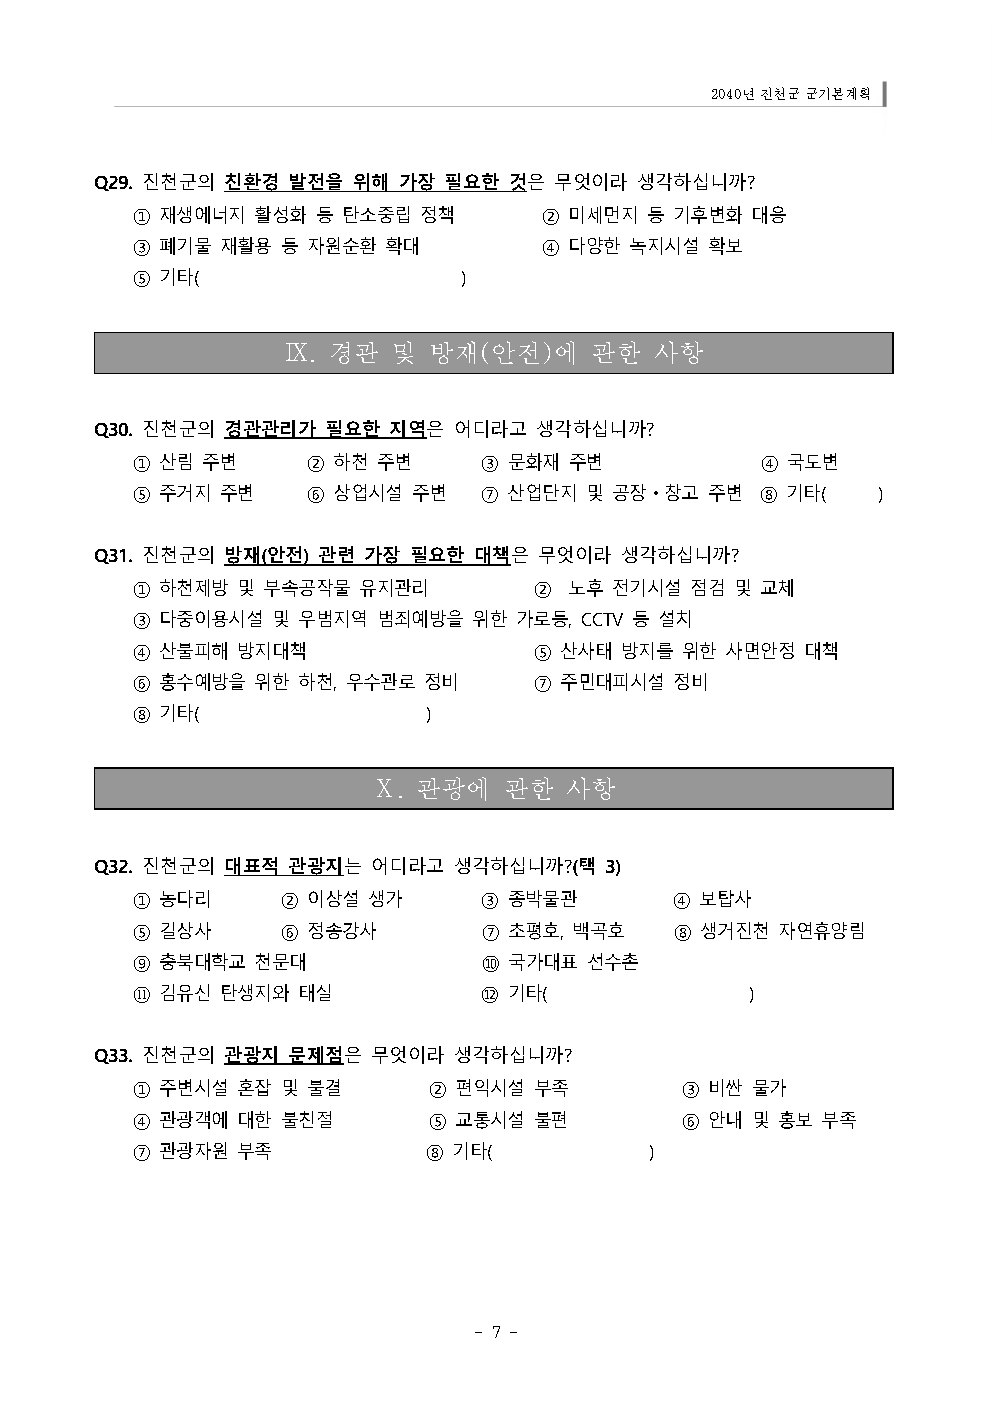 2040년 진천군 군기본계획
Q29. 진천군의 친환경 발전을 위해 가장 필요한 것은 무엇이라 생각하십니까?
① 재생에너지 활성화 등 탄소중립 정책 ② 미세먼지 등 기후변화 대응
③ 폐기물 재활용 등 자원순환 확대 ④ 다양한 녹지시설 확보
⑤ 기타( )
Ⅸ. 경관 및 방재(안전)에 관한 사항
Q30. 진천군의 경관관리가 필요한 지역은 어디라고 생각하십니까?
① 산림 주변 ② 하천 주변 ③ 문화재 주변 ④ 국도변
⑤ 주거지 주변 ⑥ 상업시설 주변 ⑦ 산업단지 및 공장・창고 주변 ⑧ 기타( )
Q31. 진천군의 방재(안전) 관련 가장 필요한 대책은 무엇이라 생각하십니까?
① 하천제방 및 부속공작물 유지관리 ② 노후 전기시설 점검 및 교체
③ 다중이용시설 및 우범지역 범죄예방을 위한 가로등, CCTV 등 설치
④ 산불피해 방지대책 ⑤ 산사태 방지를 위한 사면안정 대책
⑥ 홍수예방을 위한 하천, 우수관로 정비 ⑦ 주민대피시설 정비
⑧ 기타( )
Ⅹ. 관광에 관한 사항
Q32. 진천군의 대표적 관광지는 어디라고 생각하십니까?(택 3)
① 농다리 ② 이상설 생가 ③ 종박물관 ④ 보탑사
⑤ 길상사 ⑥ 정송강사 ⑦ 초평호, 백곡호 ⑧ 생거진천 자연휴양림
⑨ 충북대학교 천문대 ⑩ 국가대표 선수촌
⑪ 김유신 탄생지와 태실 ⑫ 기타( )
Q33. 진천군의 관광지 문제점은 무엇이라 생각하십니까?
① 주변시설 혼잡 및 불결 ② 편익시설 부족 ③ 비싼 물가
④ 관광객에 대한 불친절 ⑤ 교통시설 불편 ⑥ 안내 및 홍보 부족
⑦ 관광자원 부족 ⑧ 기타( )
- 7 -